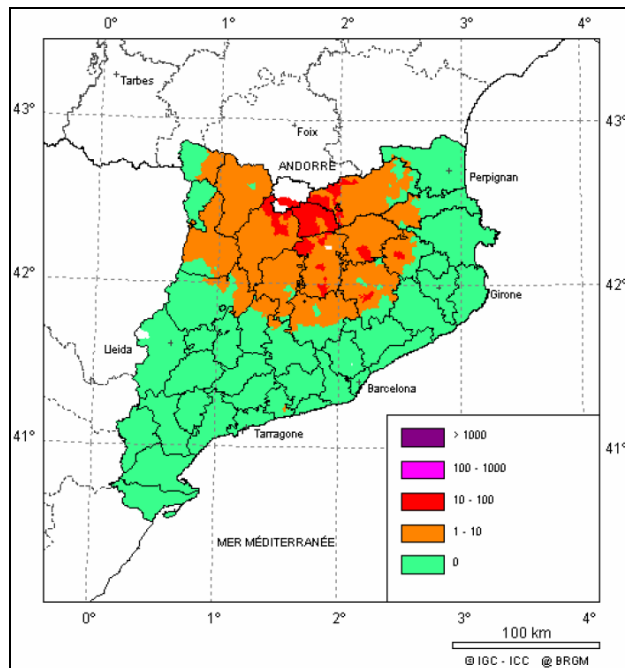 0° 1° 2° 3° 4°
Tarbes
43° 43°
Foix
ANDORRE
Perpignan
42° 42°
Girone
Lleida
Barcelona
41° 41°
Tarragone
> 1000
100 - 1000
10 - 100
1 - 10
0
MER MÉDITERRANÉE
0° 1° 2° 3° 4°
100 km
@ IGC - ICC @ BRGM